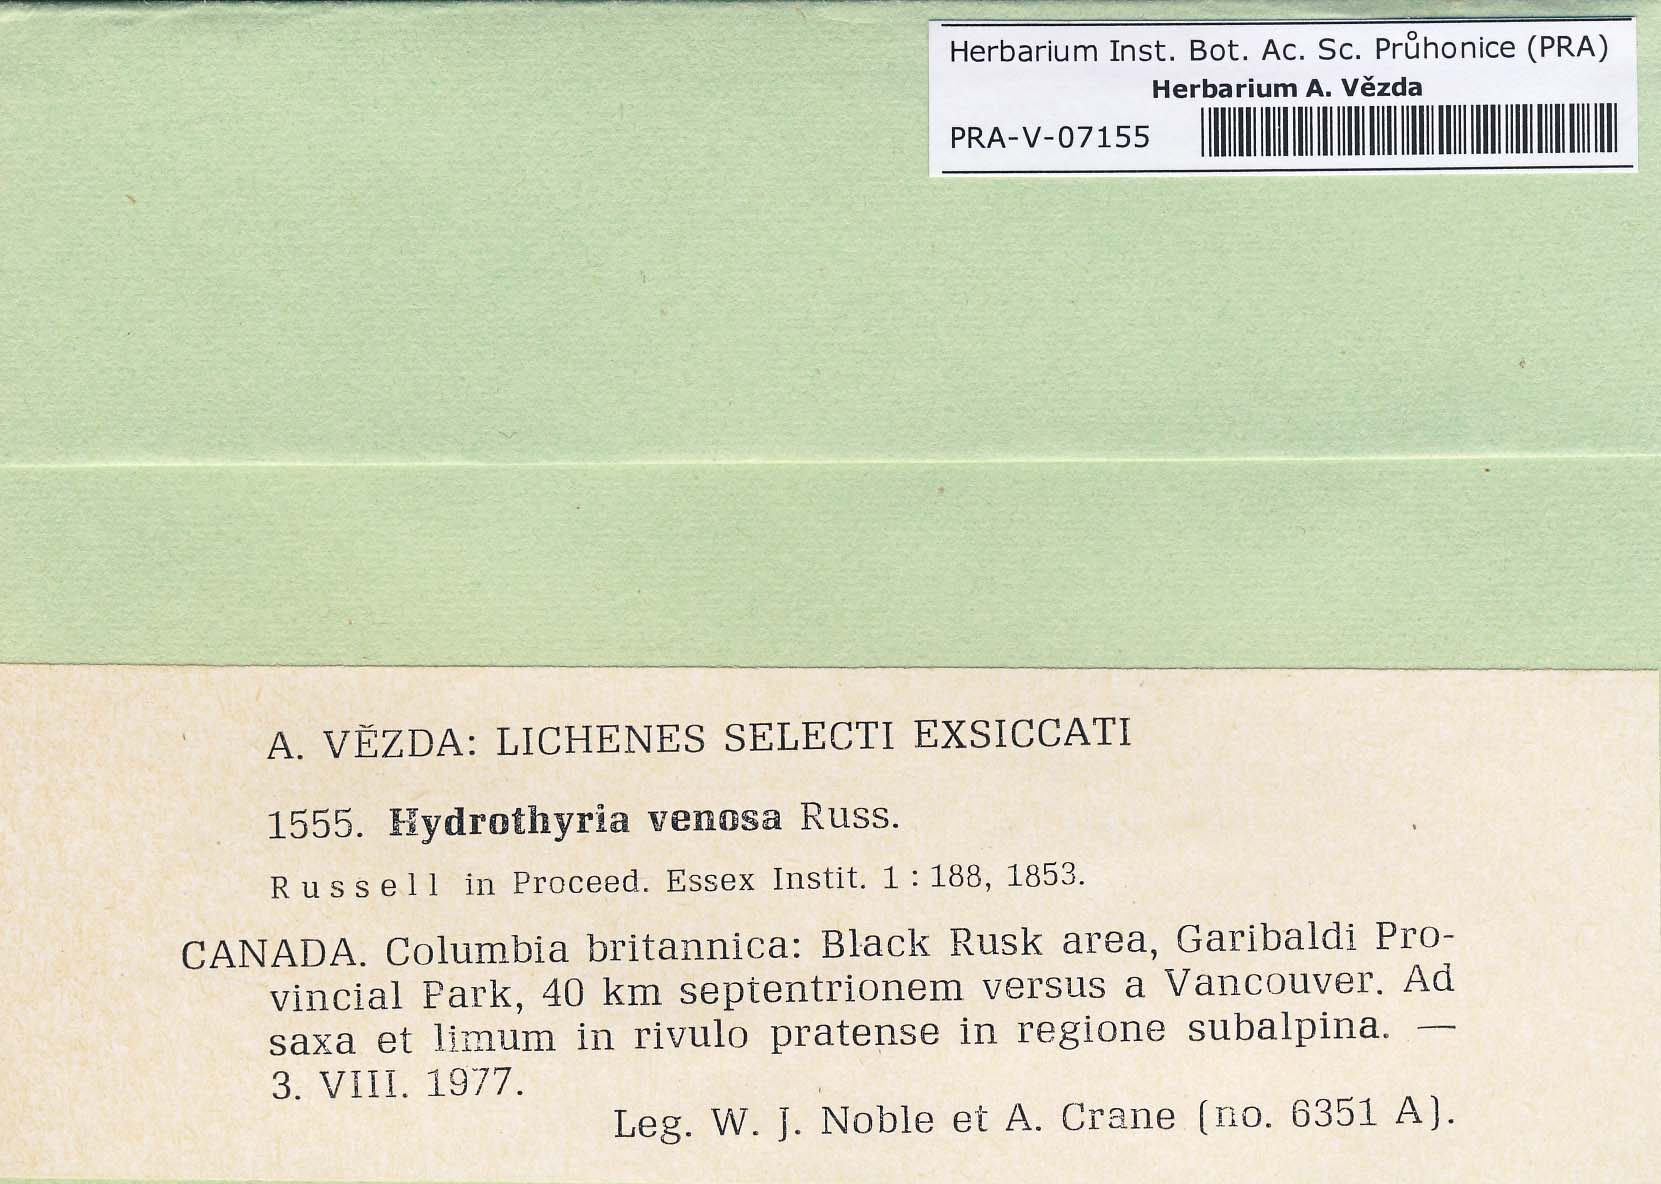 Herbarium Inst. Bot. Ac. Sc. Průhonice (PRA)
Herbarium A. Vězda
PRA-V-07155
A. VĚZDA: LICHENES SELECTI EXSICCATI
1555. Hydrothyria venosa Russ.
Russell in Proceed. Essex Instit. 1 : 188, 1853.
CANADA. Columbia britannica: Black Rusk area, Garibaldi Pro-
vincial Park, 40 km septentrionem versus a Vancouver. Ad
saxa et limum in rivulo pratense in regione subalpina. —
3. VIII. 1977.
Leg. W. J. Noble et A. Crane (no. 6351 A).